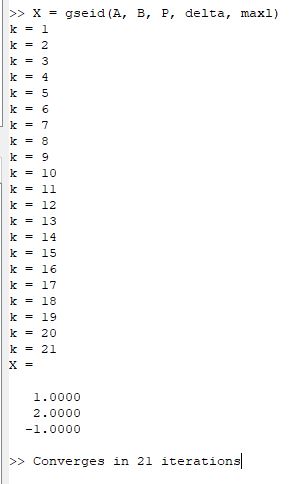 >> X = gseid(A, B, P, delta, max1)
k = 1
k = 2
k = 3
k = 4
k = 5
k = 6
k = 7
k = 8
k = 9
k = 10
k = 11
k = 12
k = 13
k = 14
k = 15
k = 16
k = 17
k = 18
k = 19
k = 20
k = 21
X =
1.0000
2.0000
-1.0000
>> Converges in 21 iterations